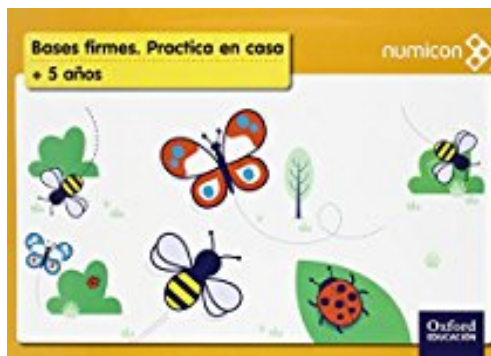 Bases firmes. Practica en casa
+ 5 años
numicon
Oxford
EDUCACIÓN